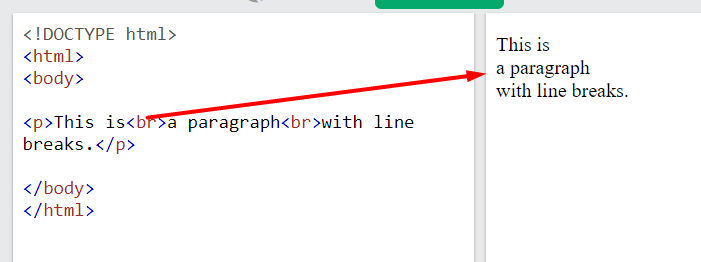 <!DOCTYPE html>
<html>
<body>
<p>This is<br>a paragraph<br>with line
breaks.</p>
</body>
</html>
This is
a paragraph
with line breaks.